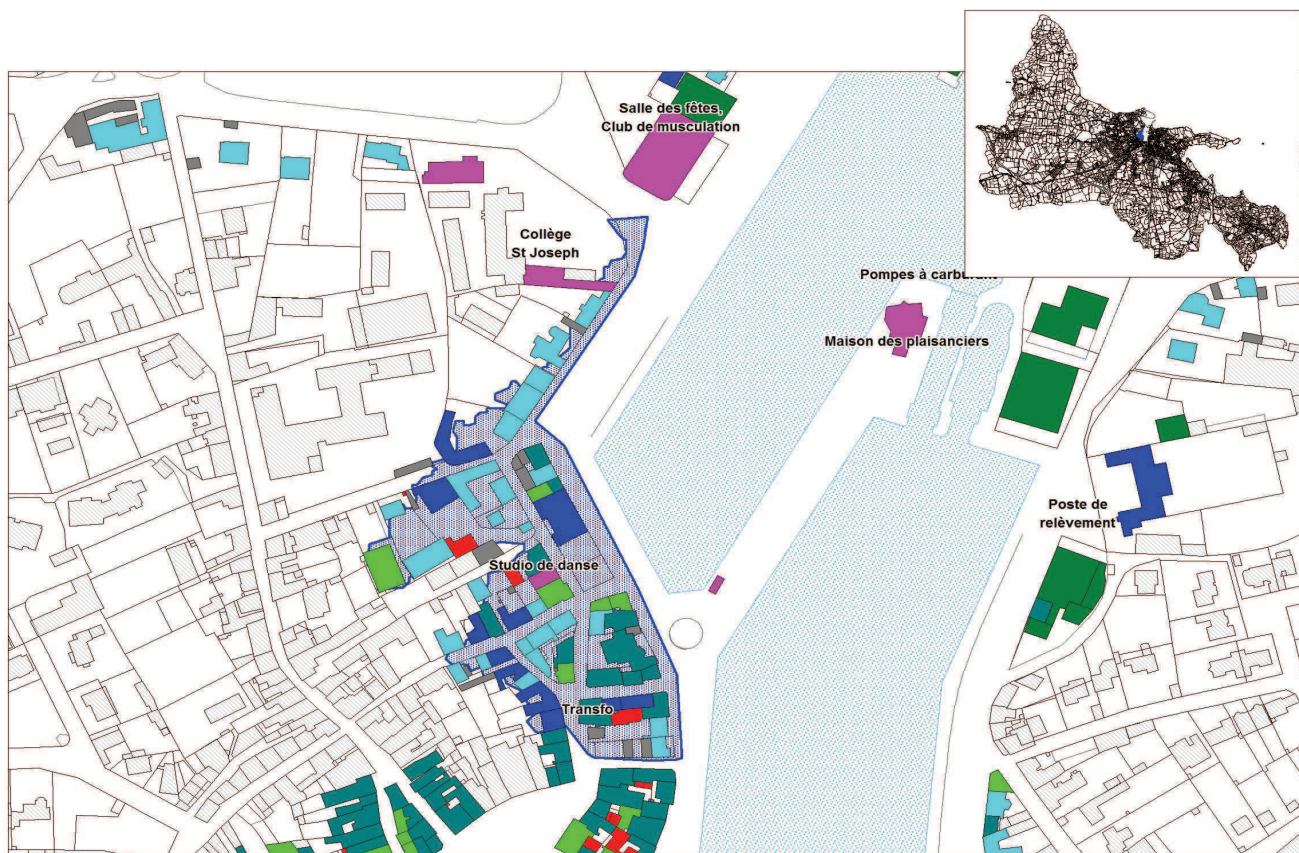 Salle des fêtes,
Club de musculation
Collège
St Joseph
Pompes à carburant
Maison des plaisanciers
Poste de
relèvement
Studio de danse
Transfo